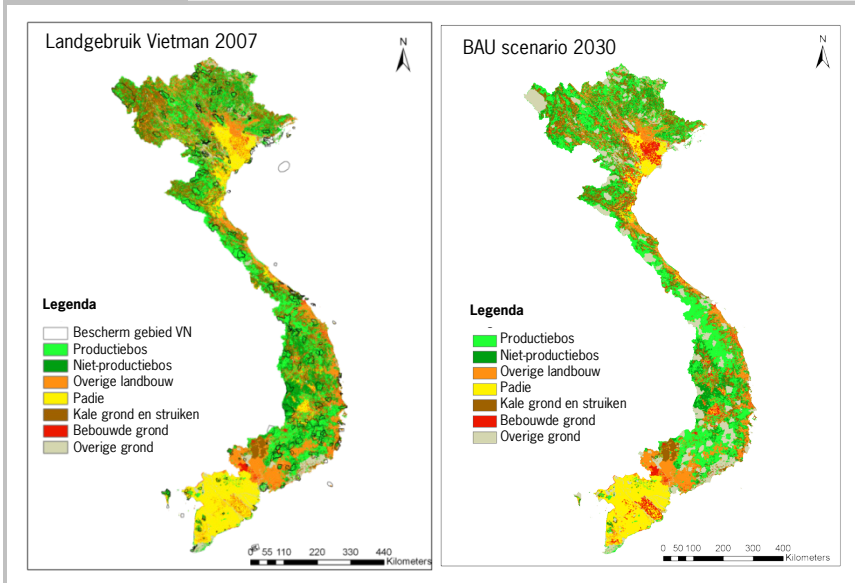 Landgebruik Vietman 2007
N
Legenda
Bescherm gebied VN
Productiebos
Niet-productiebos
Overige landbouw
Padie
Kale grond en struiken
Bebouwde grond
Overige grond
0 55 110 220 330 440
Kilometers
BAU scenario 2030
N
Legenda
Productiebos
Niet-productiebos
Overige landbouw
Padie
Kale grond en struiken
Bebouwde grond
Overige grond
0 50 100 200 300 400
Kilometers